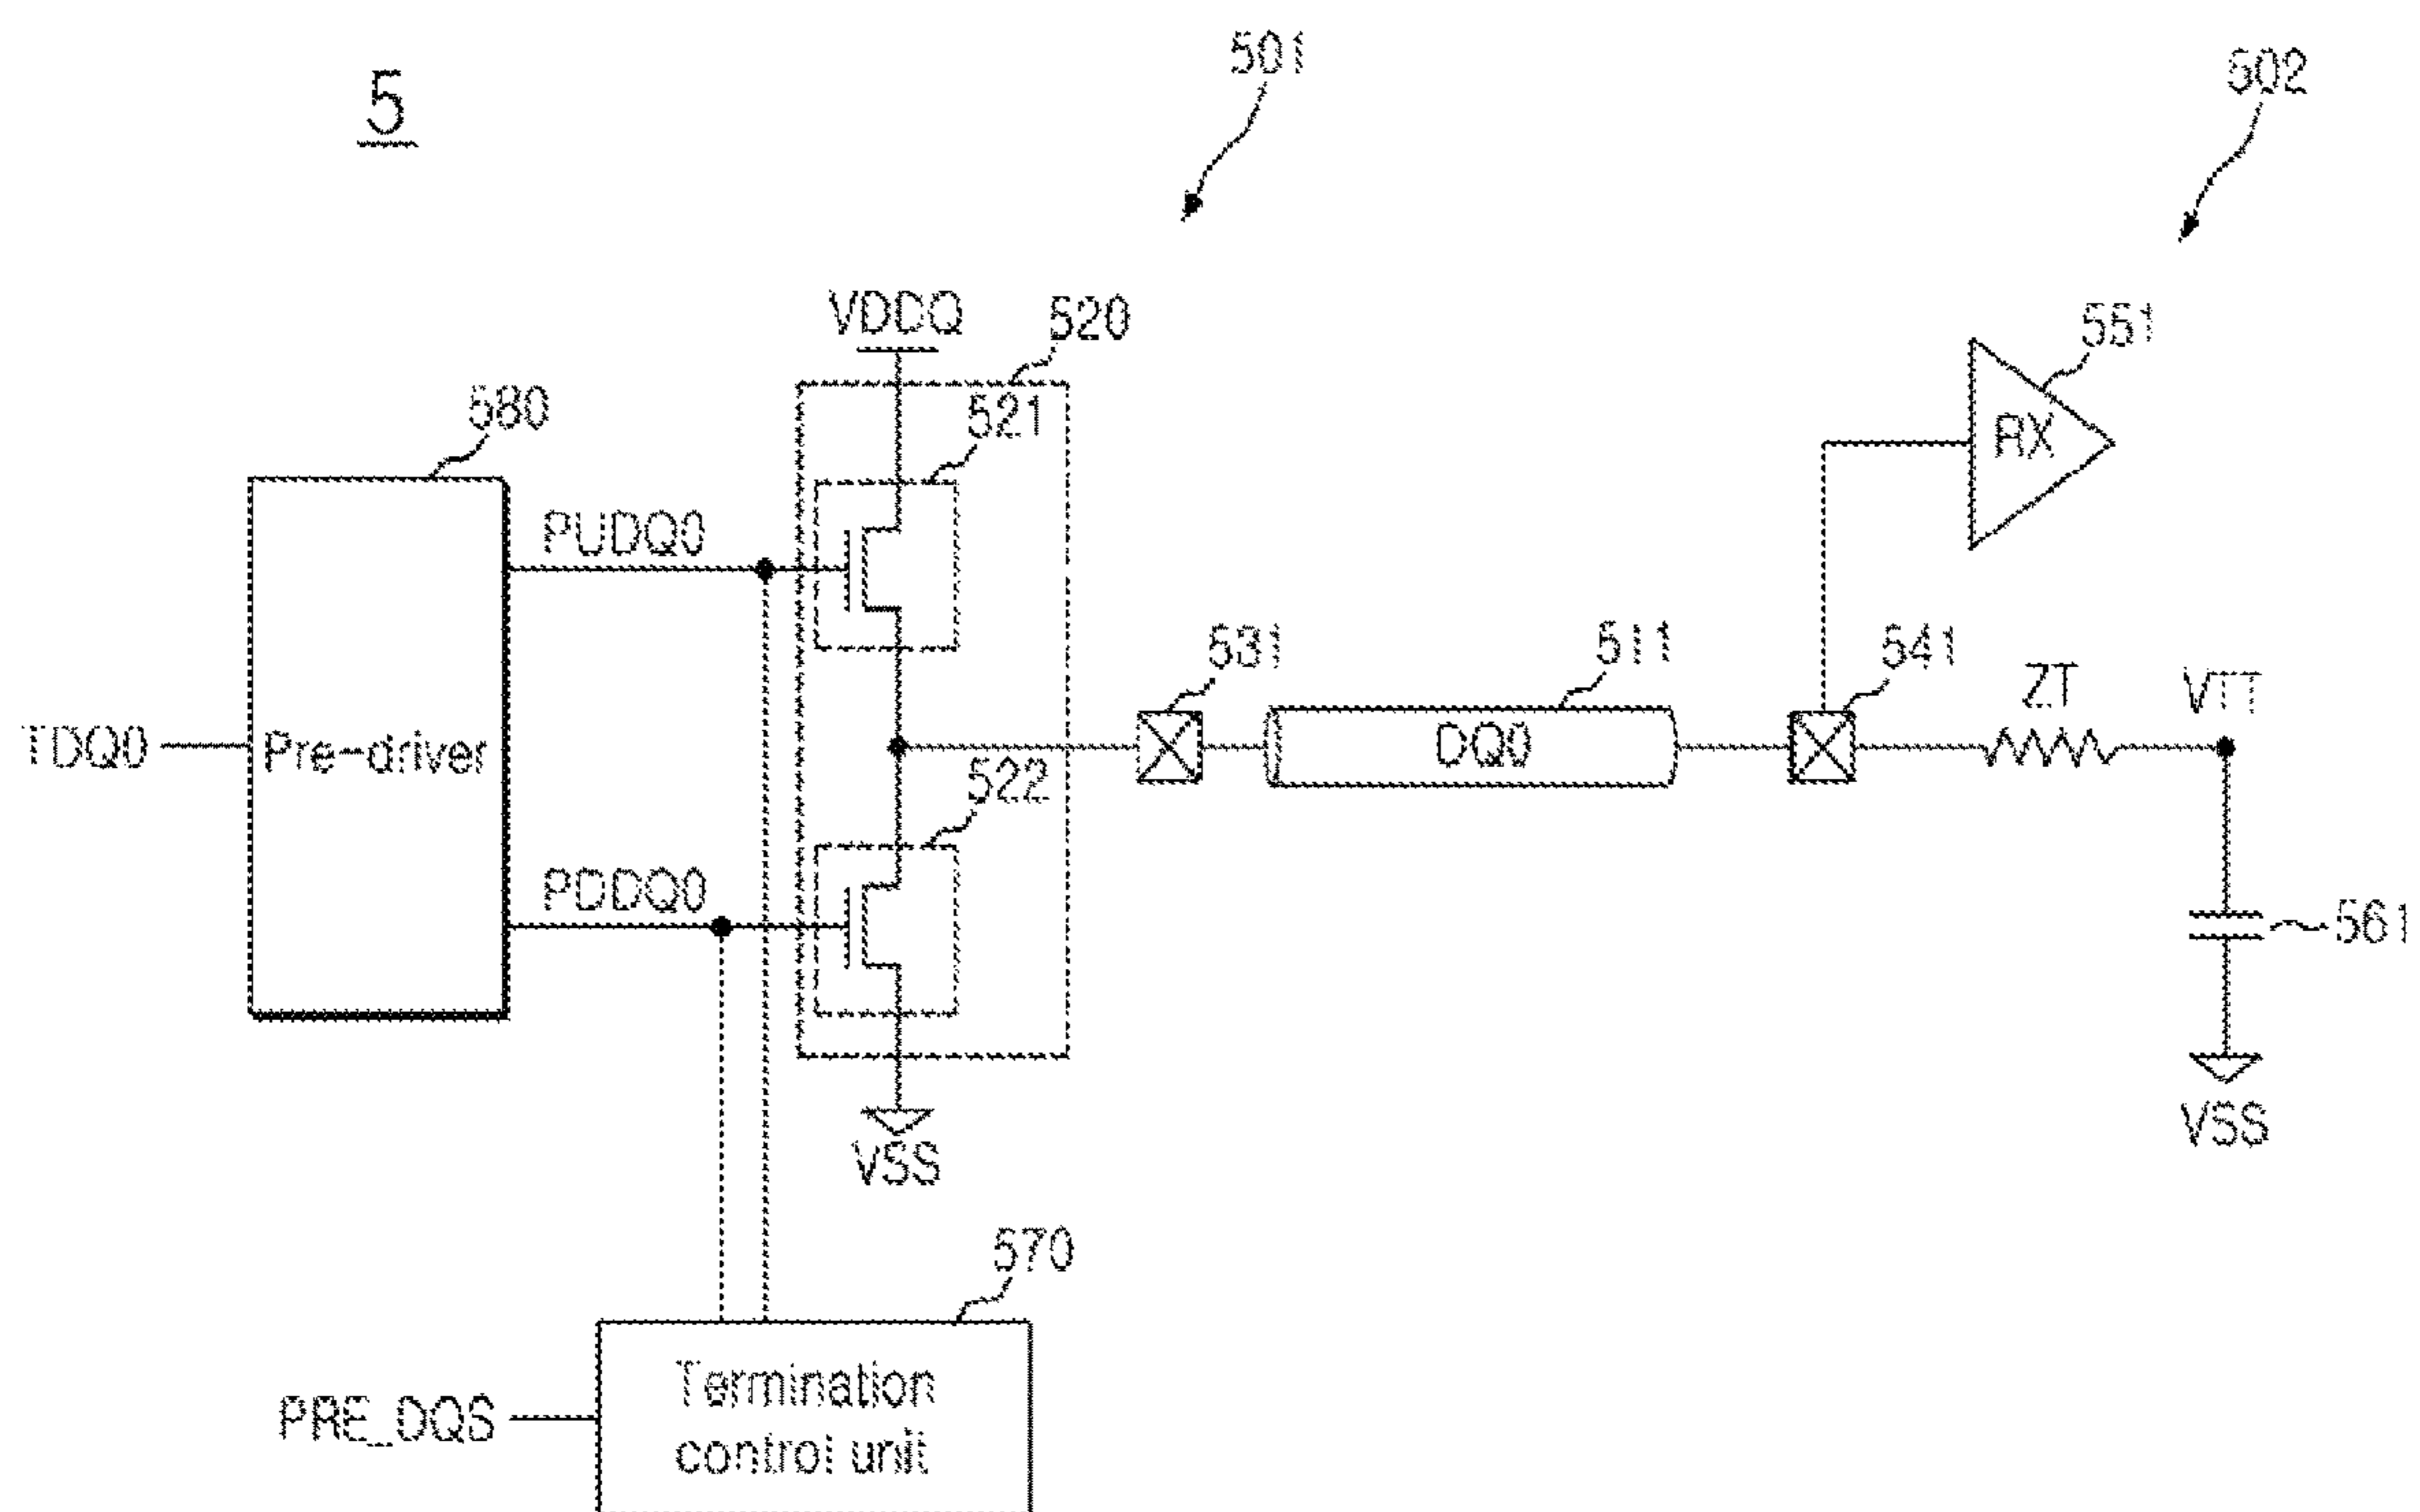 5
501
502
VDDQ
520
521
551
RX
580
PUDQ0
531
511
541
ZT
VTT
TDQ0
Pre-driver
DQ0
522
PDDQ0
561
VSS
VSS
570
PRE_DQS
Termination
control unit